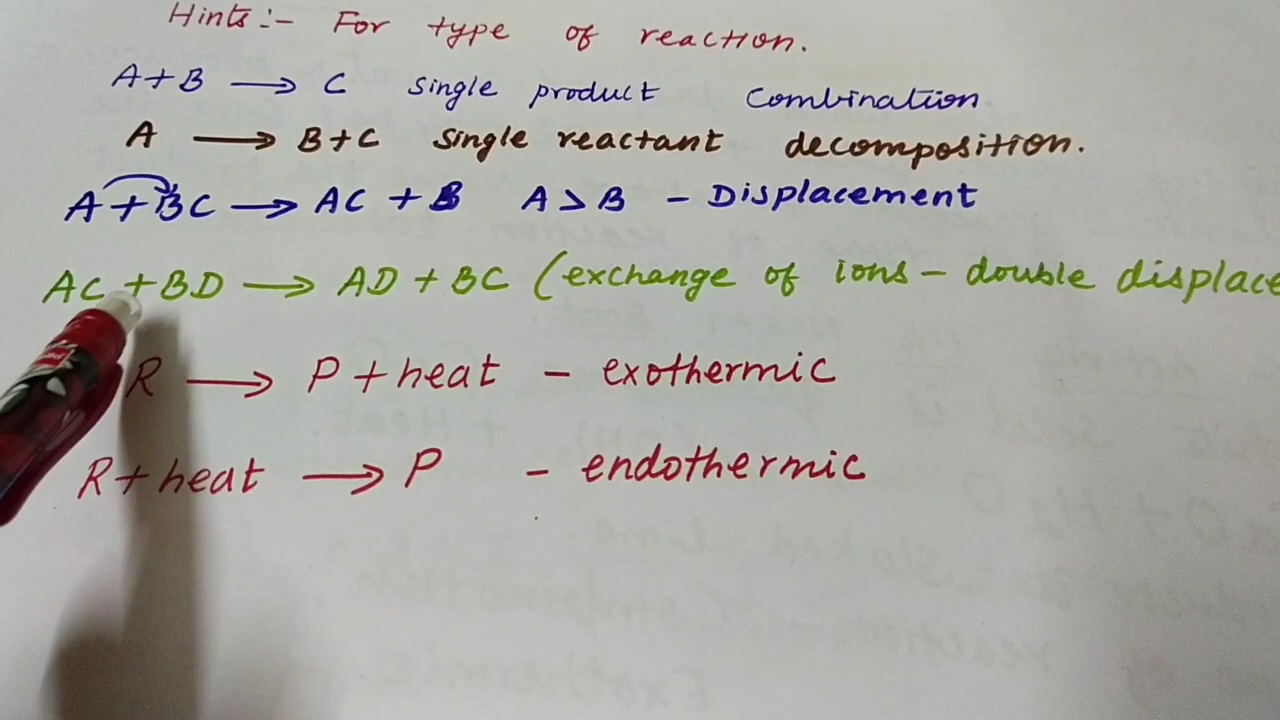 Hints:- For type of reaction.
A+B → C single product combination.
A → B+C single reactant decomposition.
A+BC → AC + B A>B - Displacement
AC+BD → AD+BC (exchange of ions - double displace
R → P+heat - exothermic
R+heat → P - endothermic